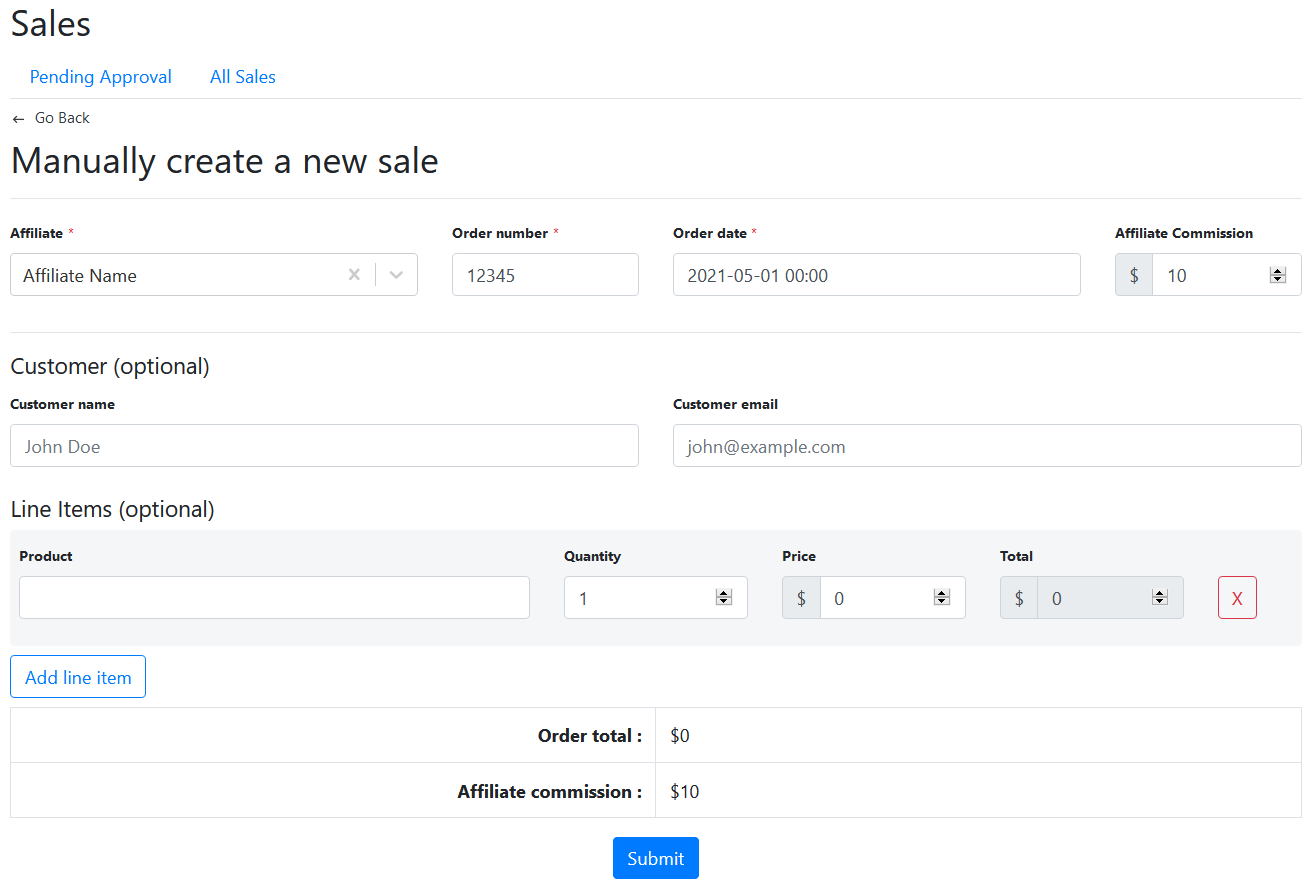 Sales
Pending Approval All Sales
← Go Back
Manually create a new sale
Affiliate * Order number * Order date * Affiliate Commission
Affiliate Name 12345 2021-05-01 00:00 $ 10
Customer (optional)
Customer name Customer email
John Doe john@example.com
Line Items (optional)
Product Quantity Price Total
1 $ 0 $ 0 X
Add line item
Order total : $0
Affiliate commission : $10
Submit